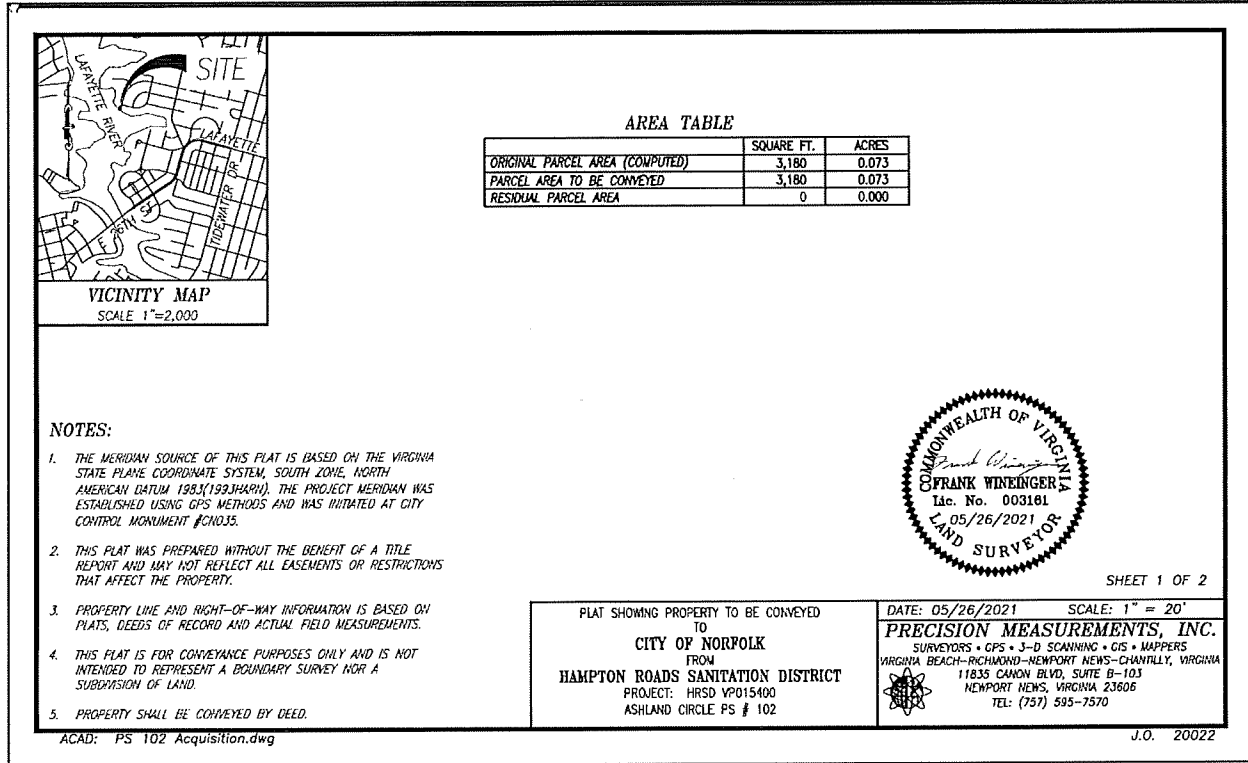 SITE
LAFAYETTE RIVER
LAFAYETTE
TIDEWATER DR
E 26TH ST
VICINITY MAP
SCALE 1"=2,000
AREA TABLE
SQUARE FT. ACRES
ORIGINAL PARCEL AREA (COMPUTED) 3,180 0.073
PARCEL AREA TO BE CONVEYED 3,180 0.073
RESIDUAL PARCEL AREA 0 0.000
NOTES:
1. THE MERIDIAN SOURCE OF THIS PLAT IS BASED ON THE VIRGINIA
STATE PLANE COORDINATE SYSTEM, SOUTH ZONE, NORTH
AMERICAN DATUM 1983(1993HARN). THE PROJECT MERIDIAN WAS
ESTABLISHED USING GPS METHODS AND WAS INITIATED AT CITY
CONTROL MONUMENT #CN035.
2. THIS PLAT WAS PREPARED WITHOUT THE BENEFIT OF A TITLE
REPORT AND MAY NOT REFLECT ALL EASEMENTS OR RESTRICTIONS
THAT AFFECT THE PROPERTY.
3. PROPERTY LINE AND RIGHT-OF-WAY INFORMATION IS BASED ON
PLATS, DEEDS OF RECORD AND ACTUAL FIELD MEASUREMENTS.
4. THIS PLAT IS FOR CONVEYANCE PURPOSES ONLY AND IS NOT
INTENDED TO REPRESENT A BOUNDARY SURVEY NOR A
SUBDIVISION OF LAND.
5. PROPERTY SHALL BE CONVEYED BY DEED.
COMMONWEALTH OF VIRGINIA
Frank Wineinger
FRANK WINEINGER
Lic. No. 003161
05/26/2021
LAND SURVEYOR
SHEET 1 OF 2
PLAT SHOWING PROPERTY TO BE CONVEYED
TO
CITY OF NORFOLK
FROM
HAMPTON ROADS SANITATION DISTRICT
PROJECT: HRSD VP015400
ASHLAND CIRCLE PS # 102
DATE: 05/26/2021 SCALE: 1" = 20'
PRECISION MEASUREMENTS, INC.
SURVEYORS • GPS • 3-D SCANNING • GIS • MAPPERS
VIRGINIA BEACH-RICHMOND-NEWPORT NEWS-CHANTILLY, VIRGINIA
11835 CANON BLVD, SUITE B-103
NEWPORT NEWS, VIRGINIA 23606
TEL: (757) 595-7570
ACAD: PS 102 Acquisition.dwg
J.O. 20022